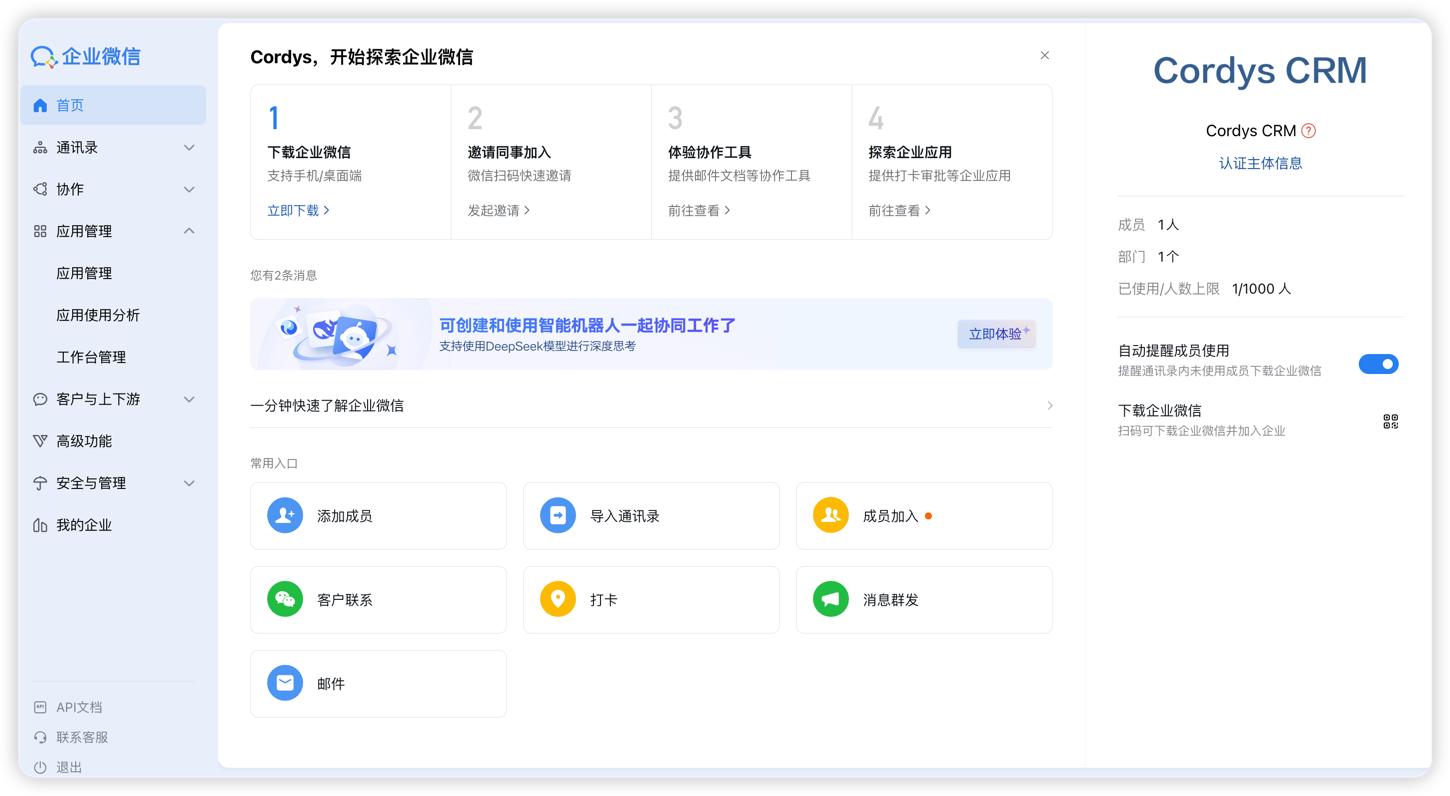 企业微信
首页
通讯录
协作
应用管理
应用管理
应用使用分析
工作台管理
客户与上下游
高级功能
安全与管理
我的企业
API文档
联系客服
退出
Cordys，开始探索企业微信
1
下载企业微信
支持手机/桌面端
立即下载
2
邀请同事加入
微信扫码快速邀请
发起邀请
3
体验协作工具
提供邮件文档等协作工具
前往查看
4
探索企业应用
提供打卡审批等企业应用
前往查看
您有2条消息
可创建和使用智能机器人一起协同工作了
支持使用DeepSeek模型进行深度思考
立即体验
一分钟快速了解企业微信
常用入口
添加成员
导入通讯录
成员加入
客户联系
打卡
消息群发
邮件
Cordys CRM
Cordys CRM
认证主体信息
成员 1人
部门 1个
已使用/人数上限 1/1000 人
自动提醒成员使用
提醒通讯录内未使用成员下载企业微信
下载企业微信
扫码可下载企业微信并加入企业